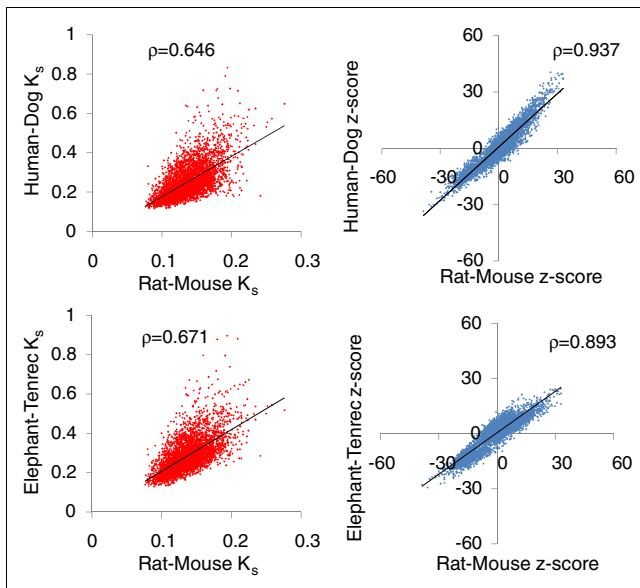 ρ=0.646
Human-Dog Ks
1
0.8
0.6
0.4
0.2
0
0 0.1 0.2 0.3
Rat-Mouse Ks
ρ=0.937
Human-Dog z-score
60
30
0
-60 -30 0 30 60
-30
-60
Rat-Mouse z-score
ρ=0.671
Elephant-Tenrec Ks
1
0.8
0.6
0.4
0.2
0
0 0.1 0.2 0.3
Rat-Mouse Ks
ρ=0.893
Elephant-Tenrec z-score
60
30
0
-60 -30 0 30 60
-30
-60
Rat-Mouse z-score